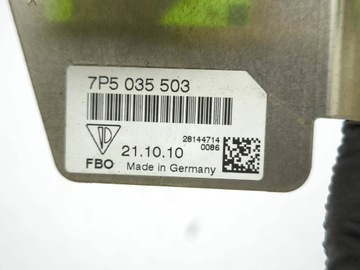 7P5 035 503
28144714
0086
21.10.10
FBO
Made in Germany